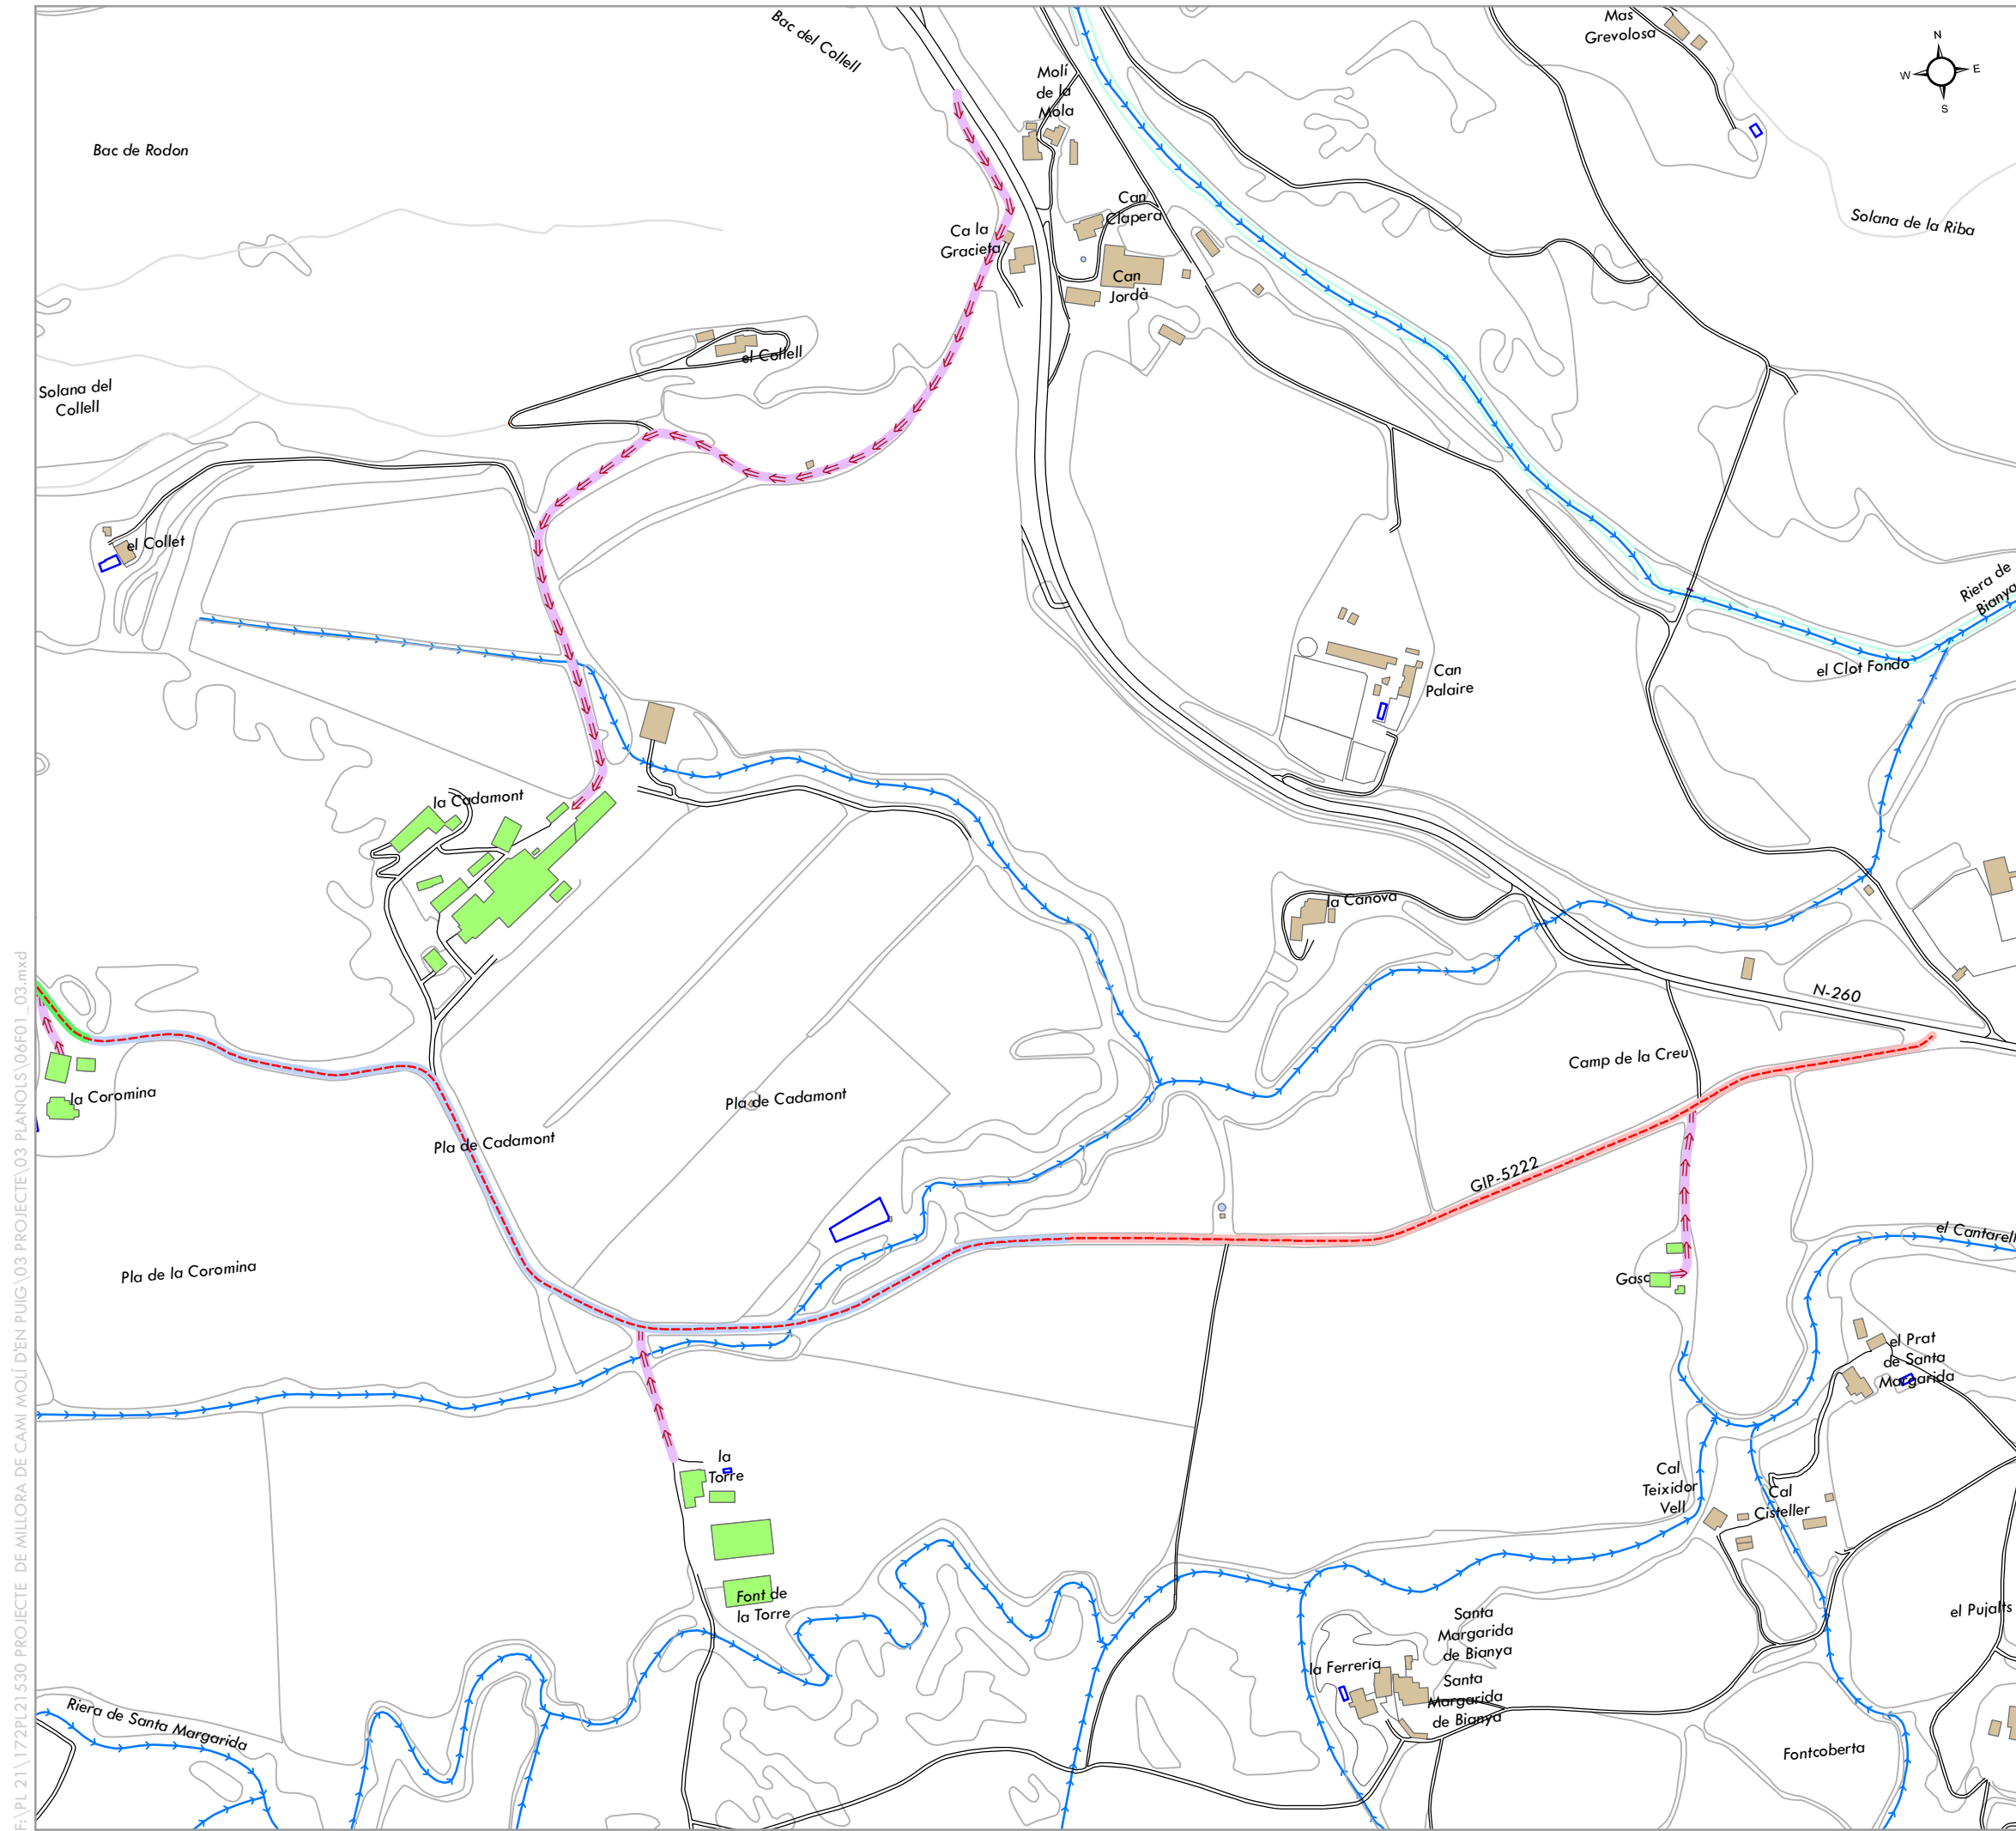 Bac del Collell
Mas
Grevolosa
N
W
E
S
Molí
de la
Mola
Bac de Rodon
Can
Clapera
Solana de la Riba
Ca la
Gracieta
Can
Jordà
el Collell
Solana del
Collell
el Collet
Riera de
Bianya
el Clot Fondo
Can
Palaire
la Cadamont
la Canova
N-260
Camp de la Creu
la Coromina
Pla de Cadamont
Pla de Cadamont
GIP-5222
el Cantarell
Pla de la Coromina
Gasc
el Prat
de Santa
Margarida
la
Torre
Cal
Teixidor
Vell
Cal
Cisteller
Font de
la Torre
el Pujalts
Santa
Margarida
de Bianya
la Ferreria
Santa
Margarida
de Bianya
Riera de Santa Margarida
Fontcoberta
F:\PL 21\172PL21530 PROJECTE DE MILLORA DE CAMI MOLÍ D'EN PUIG\03 PROJECTE\03 PLANOLS\06F01_03.mxd